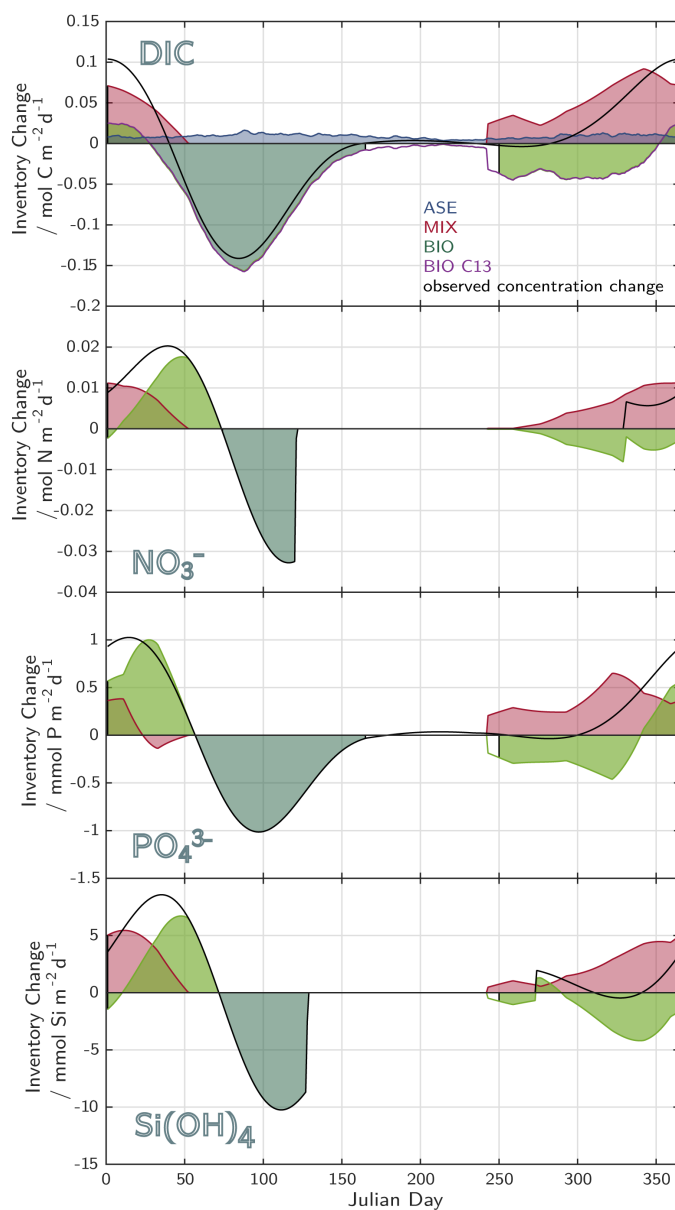 0.15
0.1
0.05
0
-0.05
-0.1
-0.15
-0.2
Inventory Change
/ mol C m⁻² d⁻¹
DIC
ASE
MIX
BIO
BIO C13
observed concentration change
0.02
0.01
0
-0.01
-0.02
-0.03
-0.04
Inventory Change
/ mol N m⁻² d⁻¹
NO₃⁻
1
0.5
0
-0.5
-1
-1.5
Inventory Change
/ mmol P m⁻² d⁻¹
PO₄³⁻
5
0
-5
-10
-15
Inventory Change
/ mmol Si m⁻² d⁻¹
Si(OH)₄
0 50 100 150 200 250 300 350
Julian Day